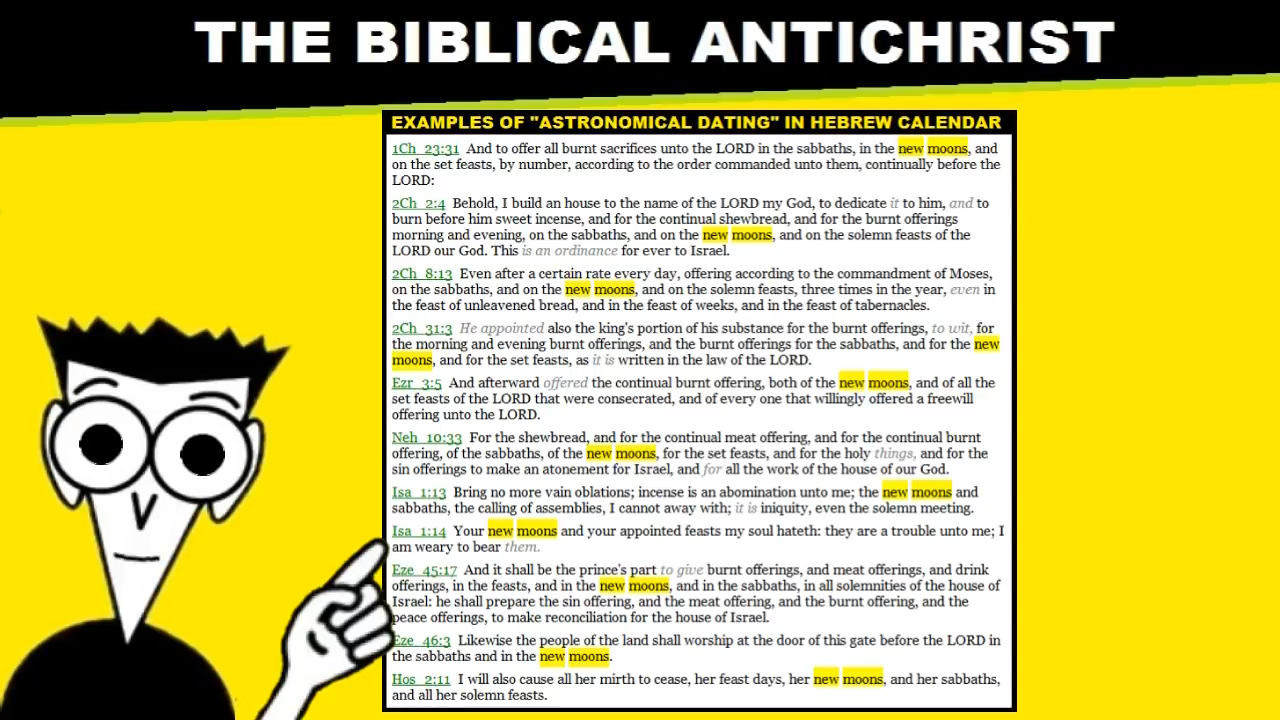 THE BIBLICAL ANTICHRIST
EXAMPLES OF "ASTRONOMICAL DATING" IN HEBREW CALENDAR
1Ch_23:31 And to offer all burnt sacrifices unto the LORD in the sabbaths, in the new moons, and
on the set feasts, by number, according to the order commanded unto them, continually before the
LORD:
2Ch_2:4 Behold, I build an house to the name of the LORD my God, to dedicate it to him, and to
burn before him sweet incense, and for the continual shewbread, and for the burnt offerings
morning and evening, on the sabbaths, and on the new moons, and on the solemn feasts of the
LORD our God. This is an ordinance for ever to Israel.
2Ch_8:13 Even after a certain rate every day, offering according to the commandment of Moses,
on the sabbaths, and on the new moons, and on the solemn feasts, three times in the year, even in
the feast of unleavened bread, and in the feast of weeks, and in the feast of tabernacles.
2Ch_31:3 He appointed also the king's portion of his substance for the burnt offerings, to wit, for
the morning and evening burnt offerings, and the burnt offerings for the sabbaths, and for the new
moons, and for the set feasts, as it is written in the law of the LORD.
Ezr_3:5 And afterward offered the continual burnt offering, both of the new moons, and of all the
set feasts of the LORD that were consecrated, and of every one that willingly offered a freewill
offering unto the LORD.
Neh_10:33 For the shewbread, and for the continual meat offering, and for the continual burnt
offering, of the sabbaths, of the new moons, for the set feasts, and for the holy things, and for the
sin offerings to make an atonement for Israel, and for all the work of the house of our God.
Isa_1:13 Bring no more vain oblations; incense is an abomination unto me; the new moons and
sabbaths, the calling of assemblies, I cannot away with; it is iniquity, even the solemn meeting.
Isa_1:14 Your new moons and your appointed feasts my soul hateth: they are a trouble unto me; I
am weary to bear them.
Eze_45:17 And it shall be the prince's part to give burnt offerings, and meat offerings, and drink
offerings, in the feasts, and in the new moons, and in the sabbaths, in all solemnities of the house of
Israel: he shall prepare the sin offering, and the meat offering, and the burnt offering, and the
peace offerings, to make reconciliation for the house of Israel.
Eze_46:3 Likewise the people of the land shall worship at the door of this gate before the LORD in
the sabbaths and in the new moons.
Hos_2:11 I will also cause all her mirth to cease, her feast days, her new moons, and her sabbaths,
and all her solemn feasts.